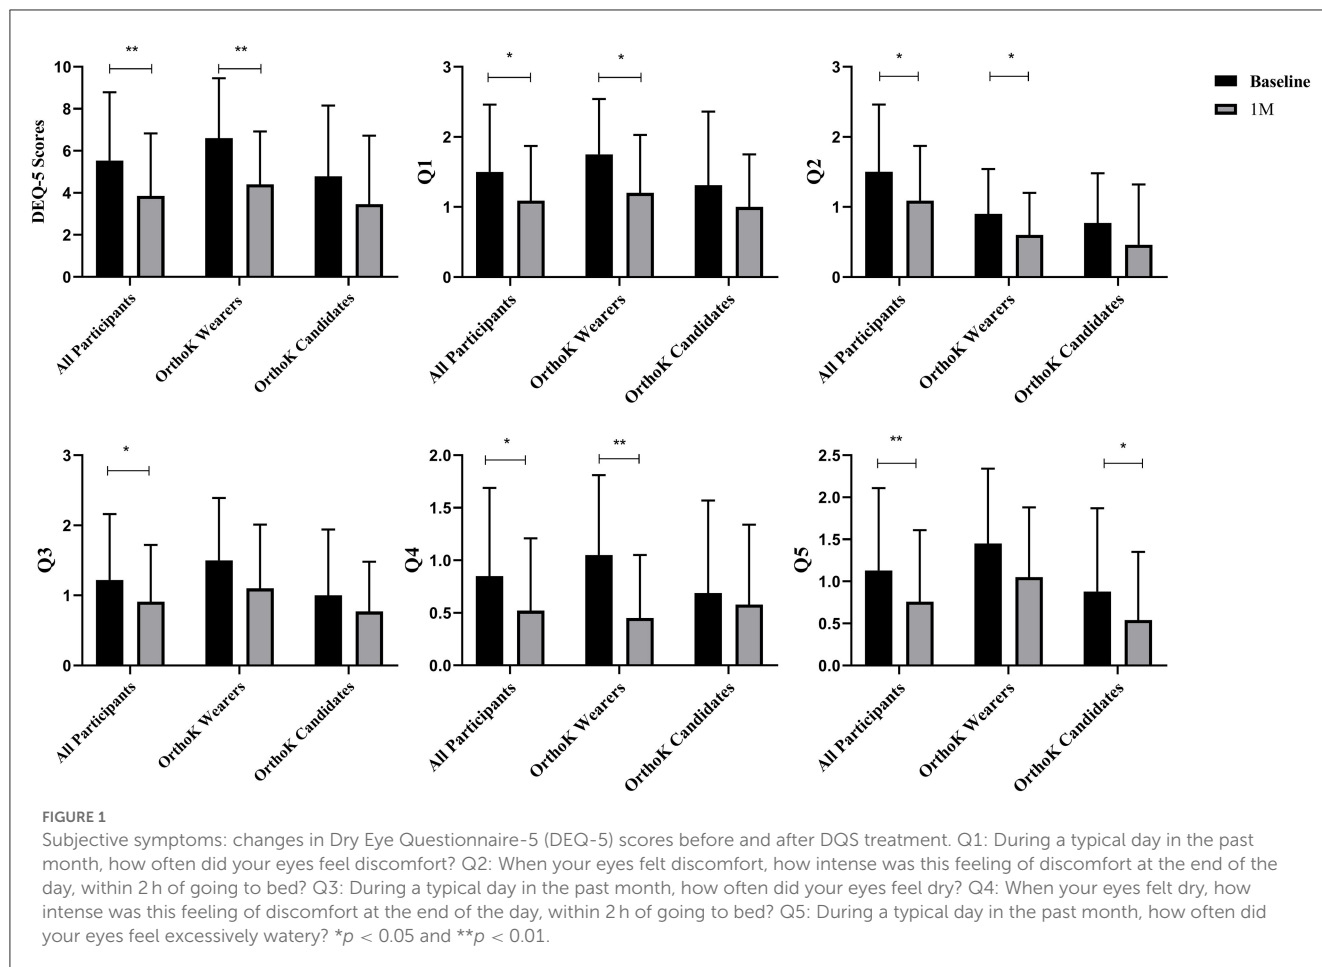 **
**
10
8
6
4
2
0
DEQ-5 Scores
All Participants
OrthoK Wearers
OrthoK Candidates
*
*
3
2
1
0
Q1
All Participants
OrthoK Wearers
OrthoK Candidates
*
*
3
2
1
0
Q2
All Participants
OrthoK Wearers
OrthoK Candidates
Baseline
1M
*
3
2
1
0
Q3
All Participants
OrthoK Wearers
OrthoK Candidates
*
**
2.0
1.5
1.0
0.5
0.0
Q4
All Participants
OrthoK Wearers
OrthoK Candidates
**
*
2.5
2.0
1.5
1.0
0.5
0.0
Q5
All Participants
OrthoK Wearers
OrthoK Candidates
FIGURE 1
Subjective symptoms: changes in Dry Eye Questionnaire-5 (DEQ-5) scores before and after DQS treatment. Q1: During a typical day in the past
month, how often did your eyes feel discomfort? Q2: When your eyes felt discomfort, how intense was this feeling of discomfort at the end of the
day, within 2 h of going to bed? Q3: During a typical day in the past month, how often did your eyes feel dry? Q4: When your eyes felt dry, how
intense was this feeling of discomfort at the end of the day, within 2 h of going to bed? Q5: During a typical day in the past month, how often did
your eyes feel excessively watery? *p < 0.05 and **p < 0.01.